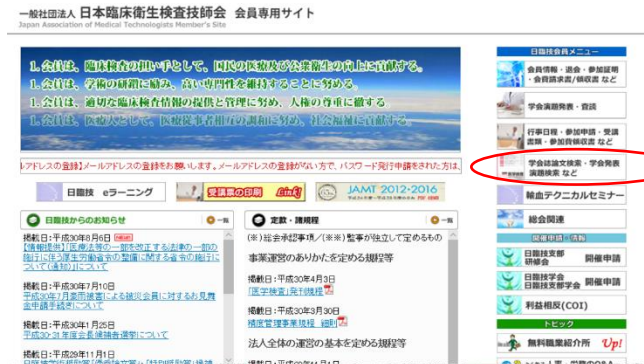 一般社団法人 日本臨床衛生検査技師会 会員専用サイト
Japan Association of Medical Technologists Member's Site
1. 会員は、臨床検査の担い手として、国民の医療及び公衆衛生の向上に貢献する。
1. 会員は、学術の研鑽に励み、高い専門性を維持することに努める。
1. 会員は、適切な臨床検査情報の提供と管理に努め、人権の尊重に徹する。
1. 会員は、医療人として、医療従事者相互の調和に努め、社会福祉に貢献する。
レアドレスの登録】メールアドレスの登録をお願いします。メールアドレスの登録がない方で、パスワード発行申請をされた方は、
日臨技 eラーニング
受講票の印刷 Link
JAMT 2012-2016
日臨技からのお知らせ
一覧
掲載日:平成30年8月6日
【情報提供】「医療法等の一部を改正する法律の一部の
施行に伴う厚生労働省令の整備に関する省令の施行に
ついて(通知)」について
掲載日:平成30年7月10日
平成30年7月豪雨被害による被災会員に対するお見舞
金申請手続きについて
掲載日:平成30年1月25日
平成30-31年度会長候補者選挙について
掲載日:平成29年11月1日
定款・諸規程
一覧
(※)総会承認事項/(※※)監事が独立して定めるもの
事業運営のありかたを定める規程等
掲載日:平成30年4月3日
「医学検査」発刊規程
掲載日:平成30年3月30日
精度管理事業規程 細則
法人全体の運営の基本を定める規程等
日臨技会員メニュー
会員情報・退会・参加証明
・会費請求書/領収書 など
学会演題発表・査読
行事日程・参加申請・受講
書類・参加費領収書 など
学会誌論文検索・学会発表
演題検索 など
輸血テクニカルセミナー
総会関連
開催申請・情報
日臨技支部
研修会
開催申請
日臨技学会
日臨技支部学会
開催申請
利益相反(COI)
トピック
無料職業紹介所 Up!